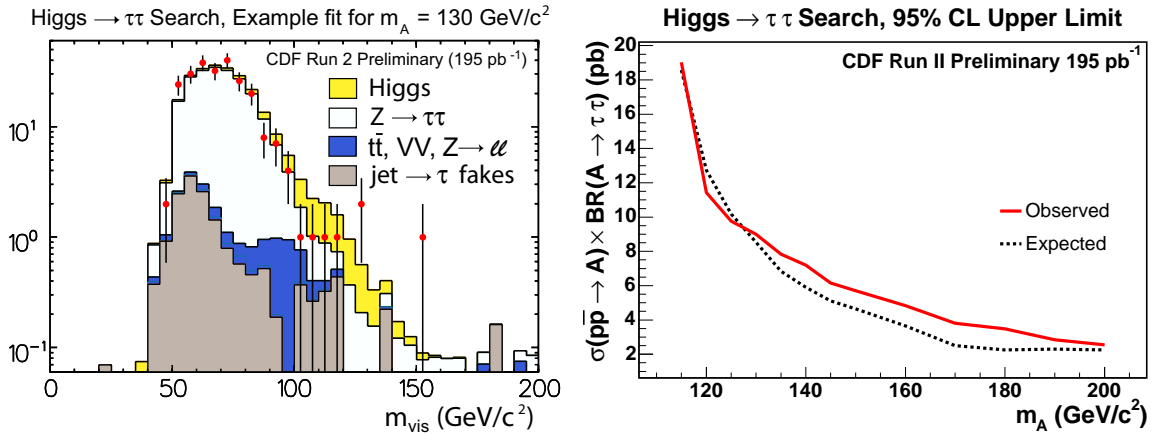 Higgs → ττ Search, Example fit for m_A = 130 GeV/c²
CDF Run 2 Preliminary (195 pb⁻¹)
Higgs
Z → ττ
tt̄, VV, Z→ ℓℓ
jet → τ fakes
10¹
10⁰
10⁻¹
0 50 100 150 200
m_vis (GeV/c²)
Higgs → τ τ Search, 95% CL Upper Limit
CDF Run II Preliminary 195 pb⁻¹
σ(pp̄ → A) × BR(A → τ τ) (pb)
20
18
16
14
12
10
8
6
4
2
Observed
Expected
120 140 160 180 200
m_A (GeV/c²)